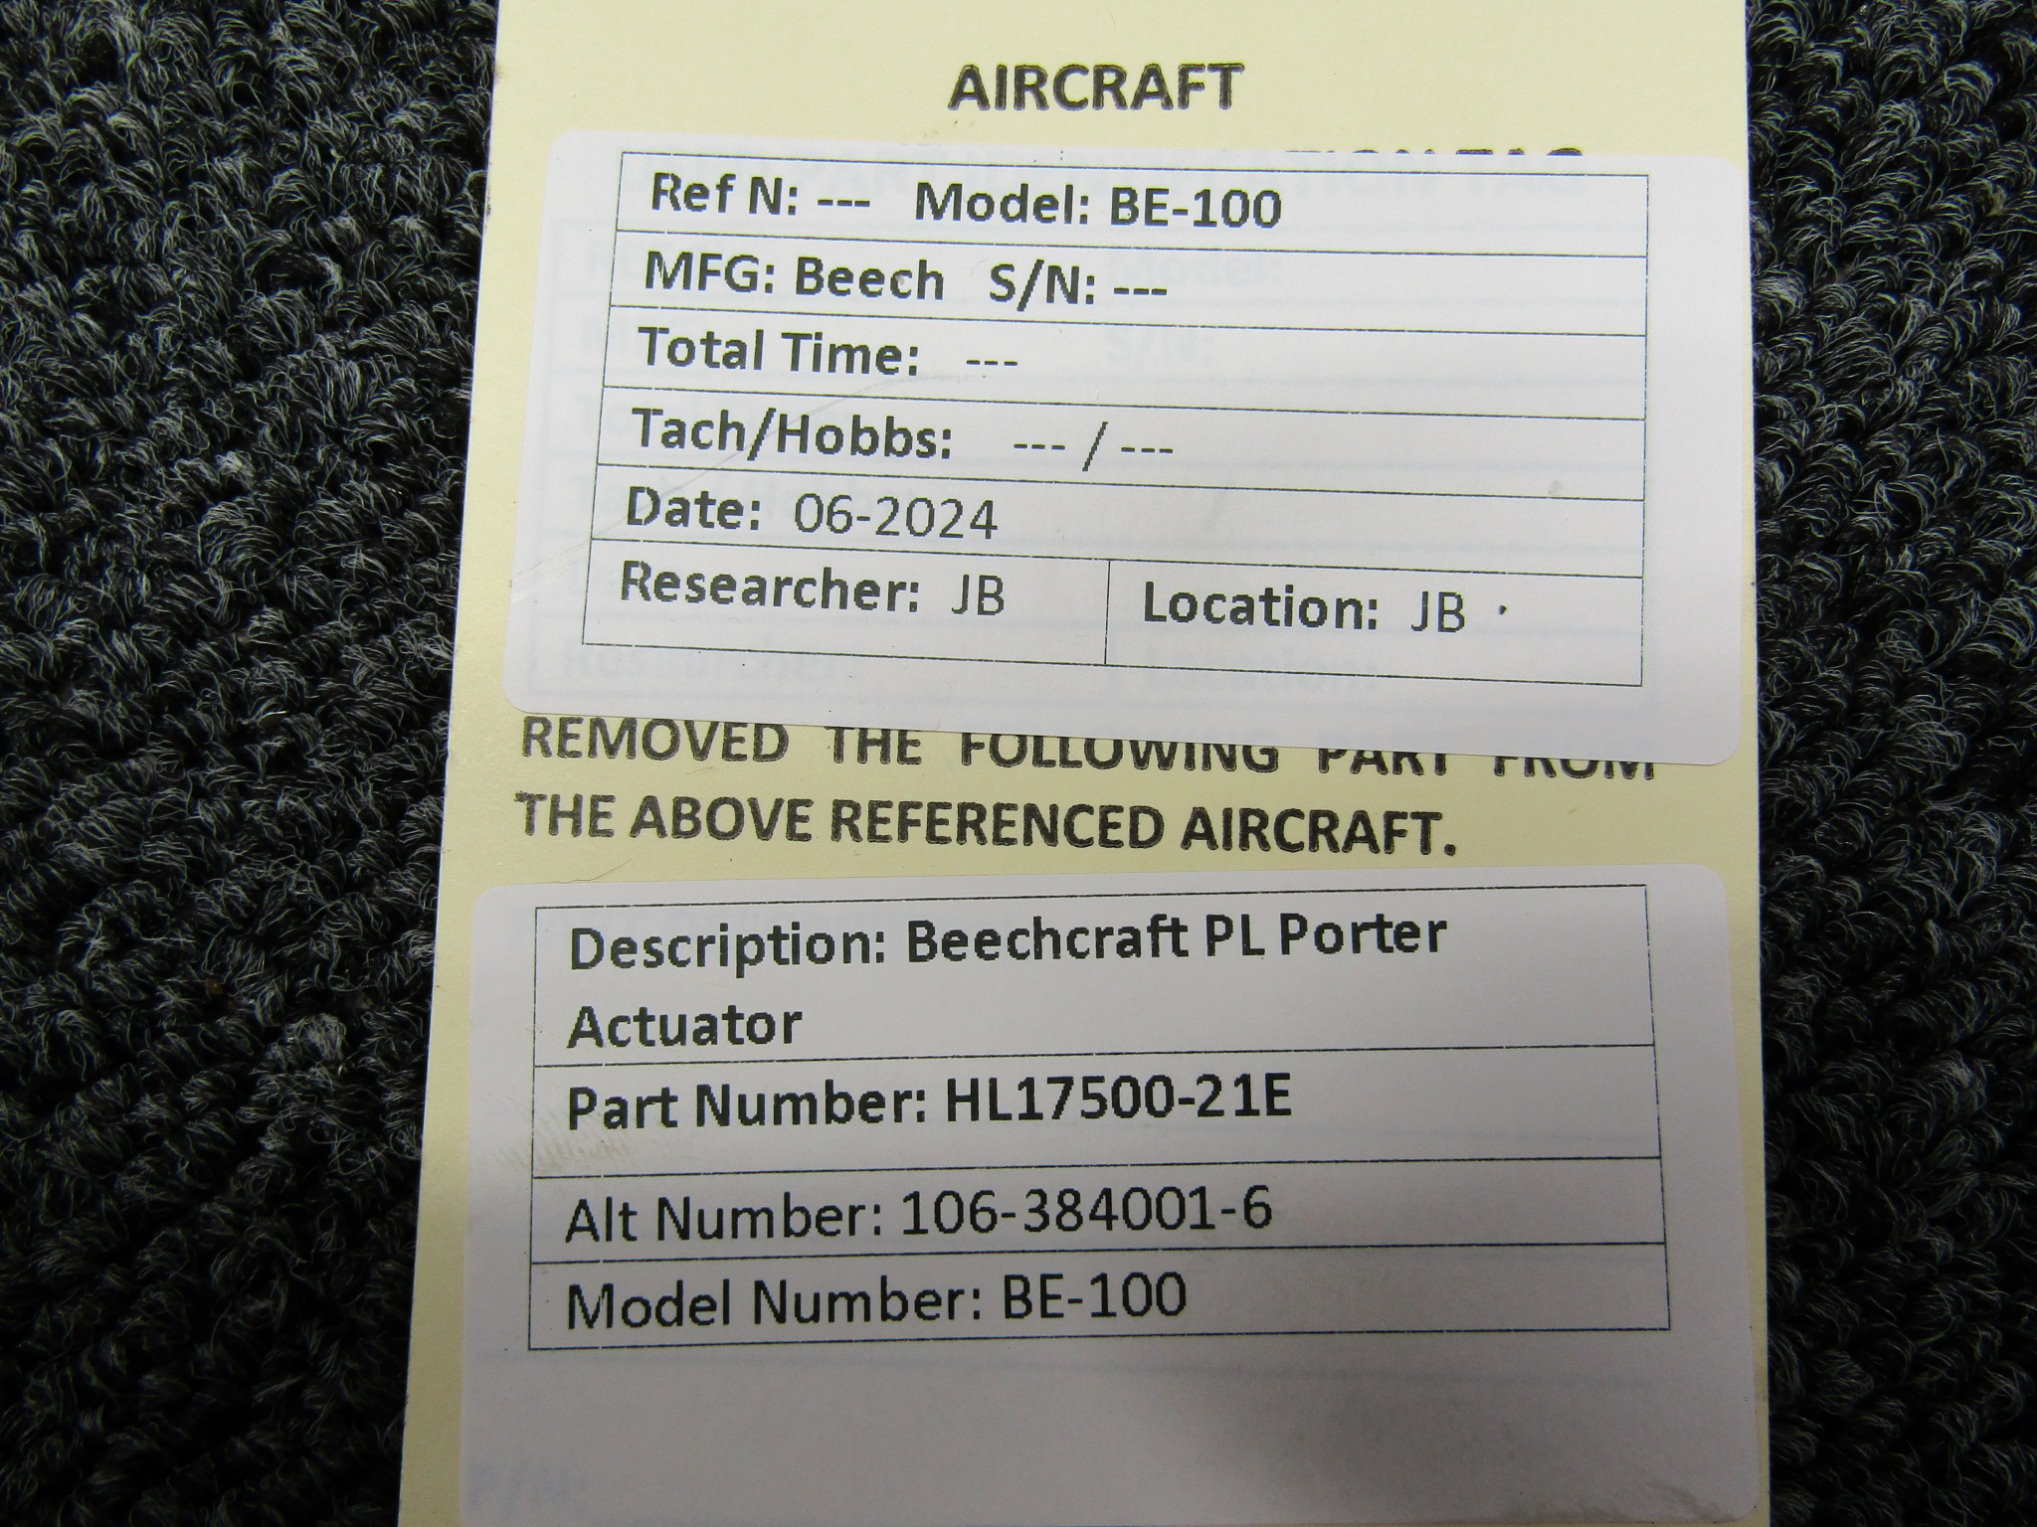 AIRCRAFT
Ref N: --- Model: BE-100
MFG: Beech S/N: ---
Total Time: ---
Tach/Hobbs: --- / ---
Date: 06-2024
Researcher: JB Location: JB
REMOVED THE FOLLOWING PART FROM
THE ABOVE REFERENCED AIRCRAFT.
Description: Beechcraft PL Porter
Actuator
Part Number: HL17500-21E
Alt Number: 106-384001-6
Model Number: BE-100